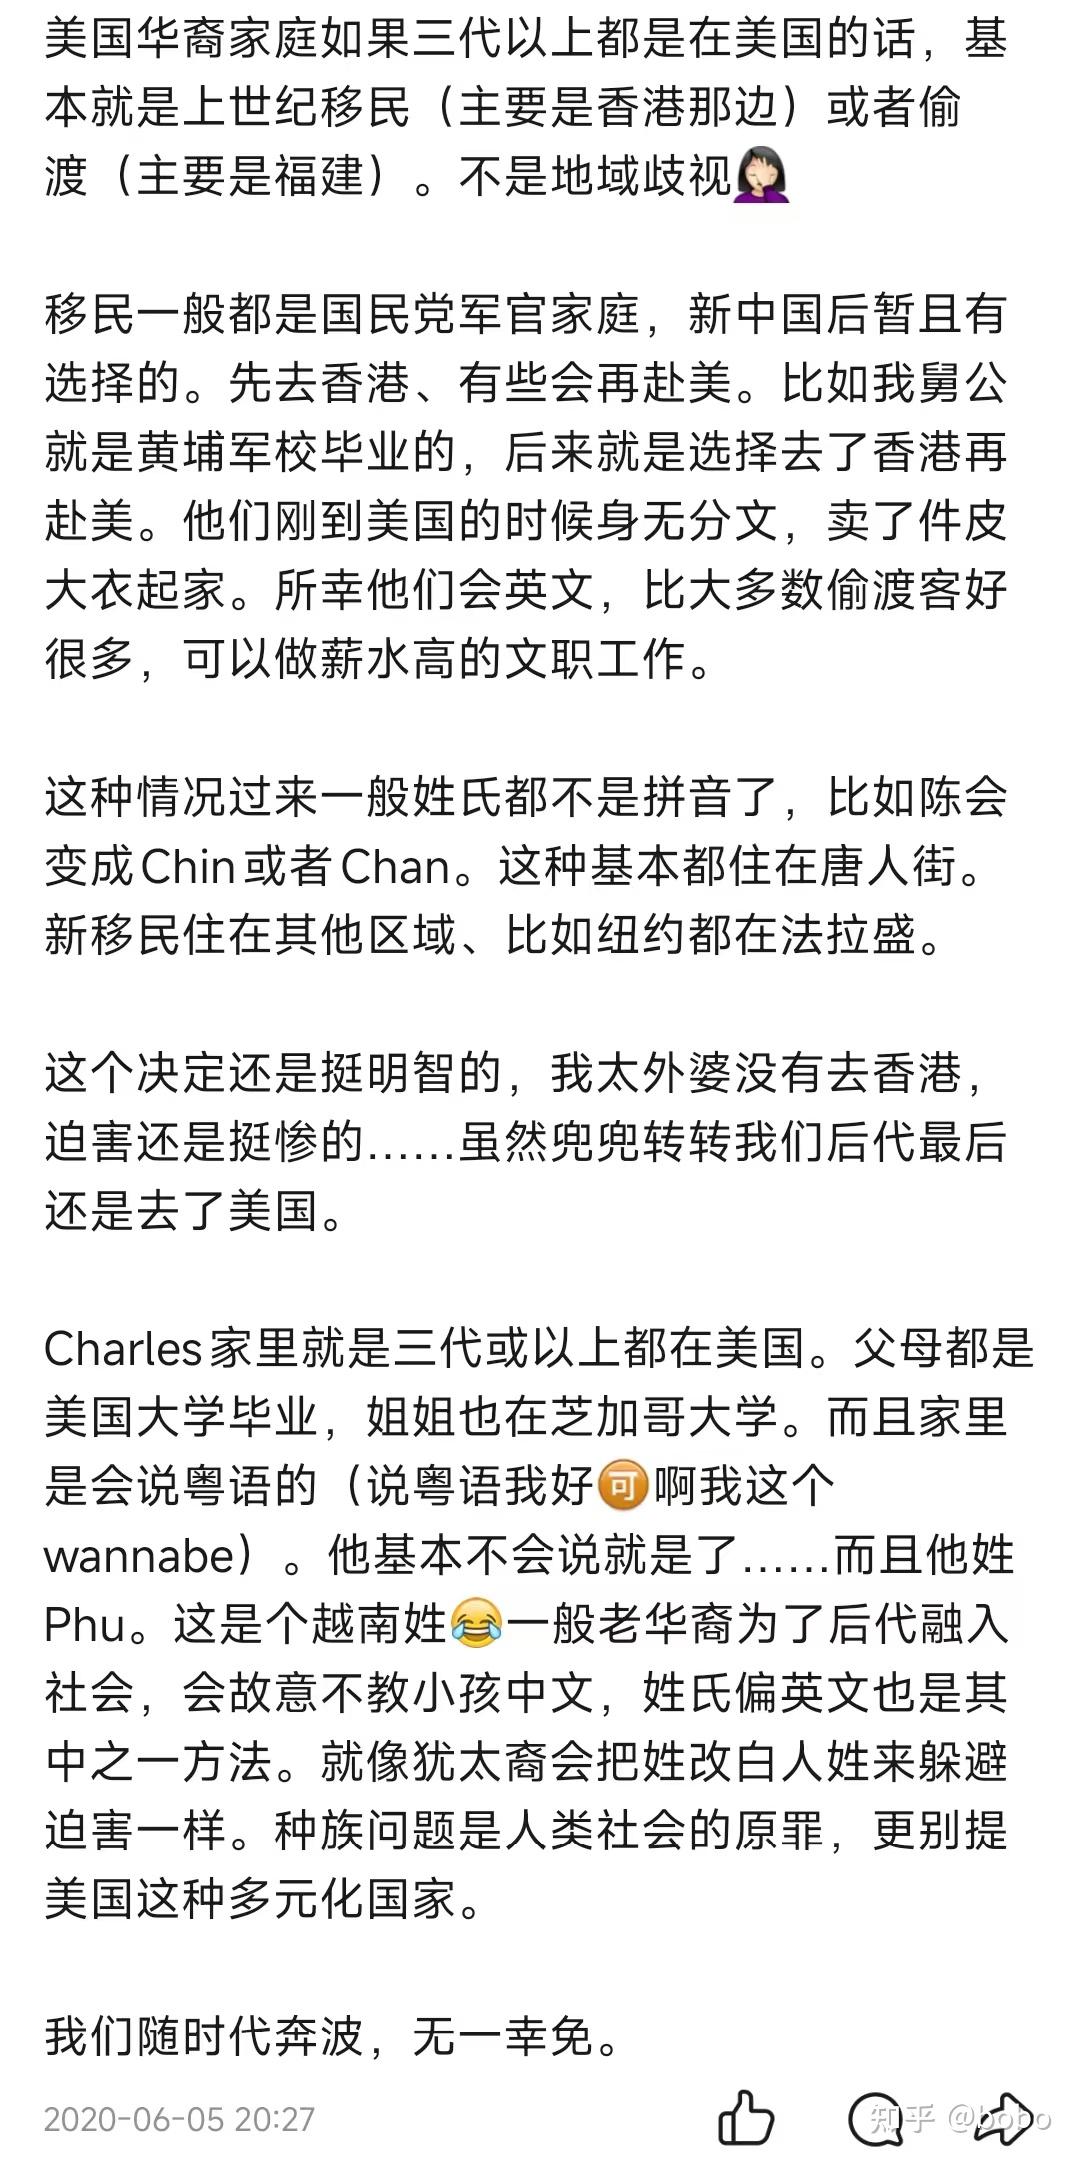 美国华裔家庭如果三代以上都是在美国的话，基
本就是上世纪移民（主要是香港那边）或者偷
渡（主要是福建）。不是地域歧视🤦🏻‍♀️
移民一般都是国民党军官家庭，新中国后暂且有
选择的。先去香港、有些会再赴美。比如我舅公
就是黄埔军校毕业的，后来就是选择去了香港再
赴美。他们刚到美国的时候身无分文，卖了件皮
大衣起家。所幸他们会英文，比大多数偷渡客好
很多，可以做薪水高的文职工作。
这种情况过来一般姓氏都不是拼音了，比如陈会
变成Chin或者Chan。这种基本都住在唐人街。
新移民住在其他区域、比如纽约都在法拉盛。
这个决定还是挺明智的，我太外婆没有去香港，
迫害还是挺惨的……虽然兜兜转转我们后代最后
还是去了美国。
Charles家里就是三代或以上都在美国。父母都是
美国大学毕业，姐姐也在芝加哥大学。而且家里
是会说粤语的（说粤语我好🉑啊我这个
wannabe）。他基本不会说就是了……而且他姓
Phu。这是个越南姓😂一般老华裔为了后代融入
社会，会故意不教小孩中文，姓氏偏英文也是其
中之一方法。就像犹太裔会把姓改白人姓来躲避
迫害一样。种族问题是人类社会的原罪，更别提
美国这种多元化国家。
我们随时代奔波，无一幸免。
2020-06-05 20:27
知乎 @bobo